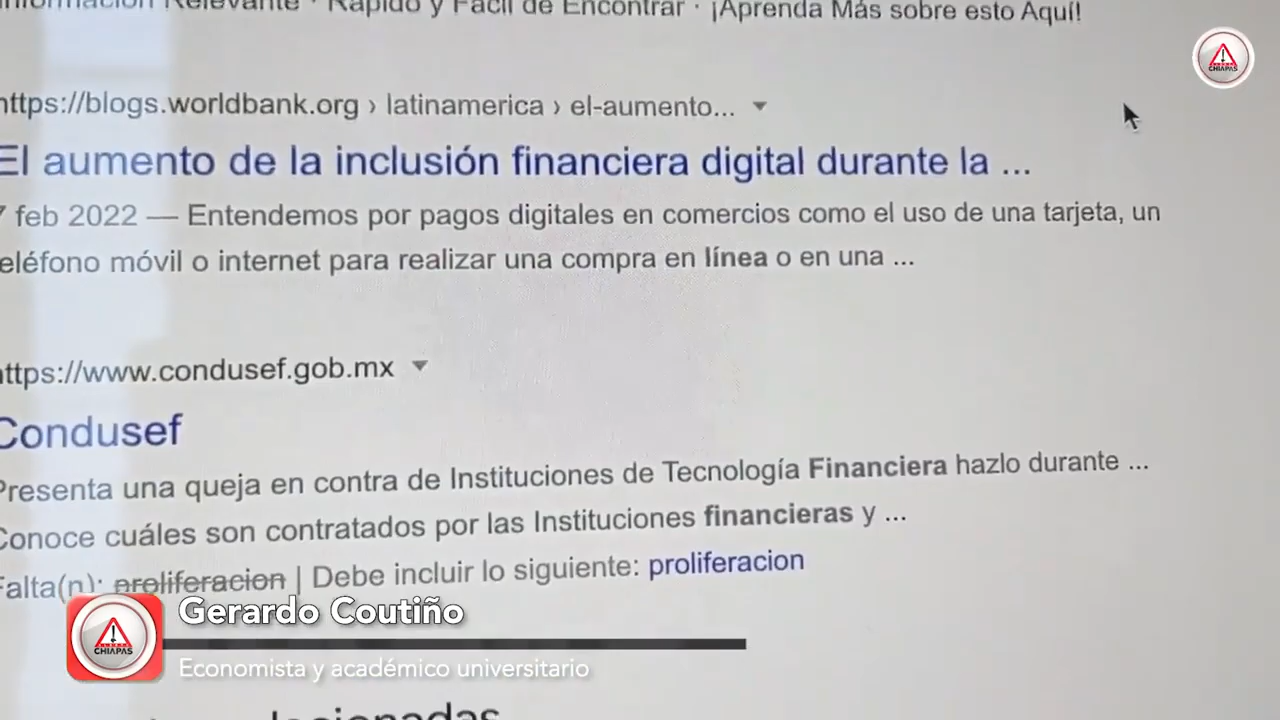 Información Relevante · Rápido y Fácil de Encontrar · ¡Aprenda Más sobre esto Aquí!
CHIAPAS
https://blogs.worldbank.org › latinamerica › el-aumento...
El aumento de la inclusión financiera digital durante la ...
7 feb 2022 — Entendemos por pagos digitales en comercios como el uso de una tarjeta, un
teléfono móvil o internet para realizar una compra en línea o en una ...
https://www.condusef.gob.mx
Condusef
Presenta una queja en contra de Instituciones de Tecnología Financiera hazlo durante ...
Conoce cuáles son contratados por las Instituciones financieras y ...
Falta(n): proliferacion | Debe incluir lo siguiente: proliferacion
Gerardo Coutiño
CHIAPAS
Economista y académico universitario